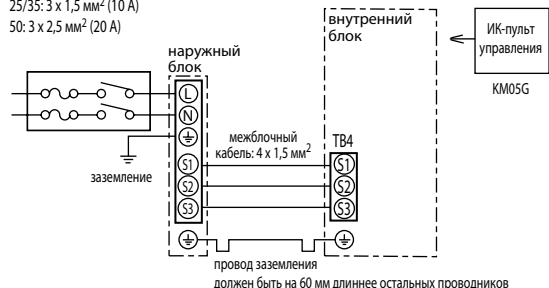 25/35: 3 x 1,5 мм² (10 А)
50: 3 x 2,5 мм² (20 А)
наружный
блок
внутренний
блок
ИК-пульт
управления
KM05G
L
N
заземление
межблочный
кабель: 4 x 1,5 мм²
TB4
S1
S2
S3
S1
S2
S3
провод заземления
должен быть на 60 мм длиннее остальных проводников